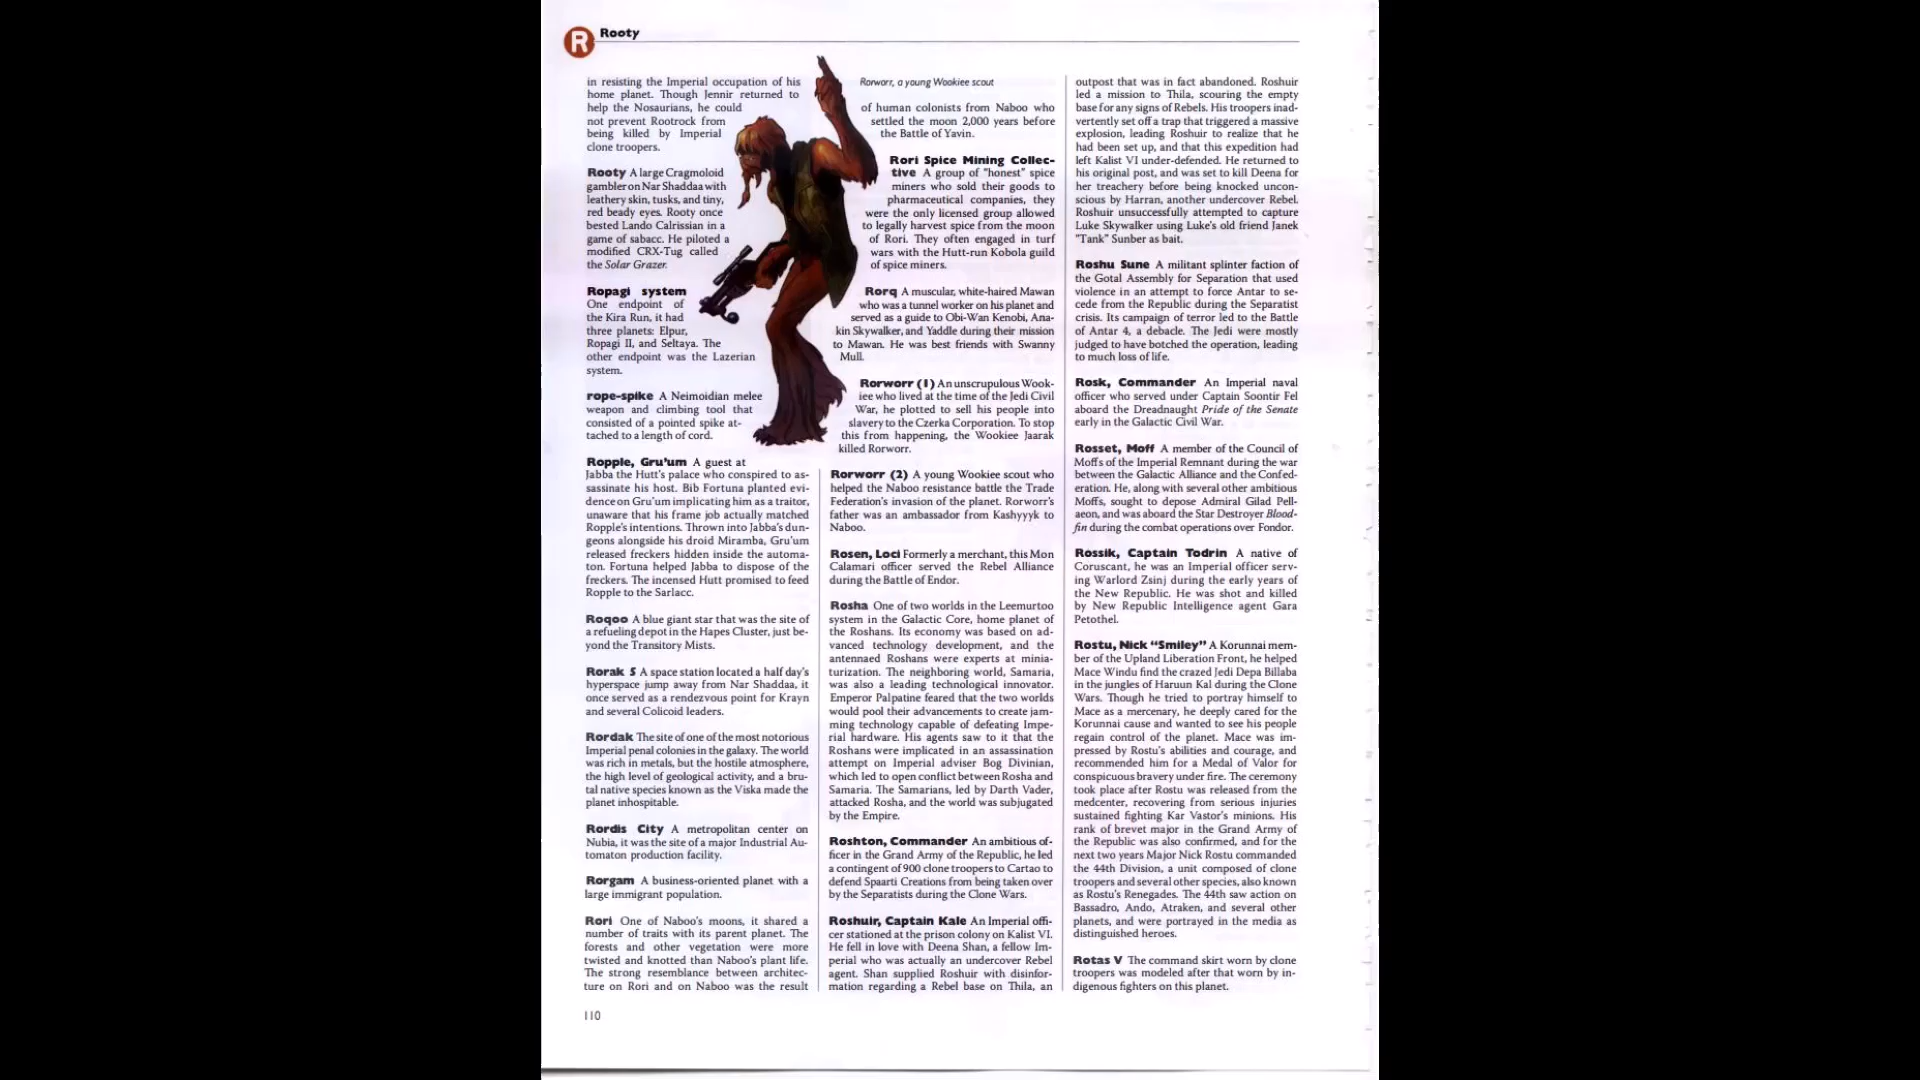 R
Rooty
in resisting the Imperial occupation of his
home planet. Though Jennir returned to
help the Nosaurians, he could
not prevent Rootrock from
being killed by Imperial
clone troopers.
Rooty A large Cragmoloid
gambler on Nar Shaddaa with
leathery skin, tusks, and tiny,
red beady eyes. Rooty once
bested Lando Calrissian in a
game of sabacc. He piloted a
modified CRX-Tug called
the Solar Grazer.
Ropagi system
One endpoint of
the Kira Run, it had
three planets: Elpur,
Ropagi II, and Seltaya. The
other endpoint was the Lazerian
system.
rope-spike A Neimoidian melee
weapon and climbing tool that
consisted of a pointed spike at-
tached to a length of cord.
Ropple, Gru'um A guest at
Jabba the Hutt's palace who conspired to as-
sassinate his host. Bib Fortuna planted evi-
dence on Gru'um implicating him as a traitor,
unaware that his frame job actually matched
Ropple's intentions. Thrown into Jabba's dun-
geons alongside his droid Miramba, Gru'um
released freckers hidden inside the automa-
ton. Fortuna helped Jabba to dispose of the
freckers. The incensed Hutt promised to feed
Ropple to the Sarlacc.
Roqoo A blue giant star that was the site of
a refueling depot in the Hapes Cluster, just be-
yond the Transitory Mists.
Rorak 5 A space station located a half day's
hyperspace jump away from Nar Shaddaa, it
once served as a rendezvous point for Krayn
and several Colicoid leaders.
Rordak The site of one of the most notorious
Imperial penal colonies in the galaxy. The world
was rich in metals, but the hostile atmosphere,
the high level of geological activity, and a bru-
tal native species known as the Viska made the
planet inhospitable.
Rordis City A metropolitan center on
Nubia, it was the site of a major Industrial Au-
tomaton production facility.
Rorgam A business-oriented planet with a
large immigrant population.
Rori One of Naboo's moons, it shared a
number of traits with its parent planet. The
forests and other vegetation were more
twisted and knotted than Naboo's plant life.
The strong resemblance between architec-
ture on Rori and on Naboo was the result
110
Rorworr, a young Wookiee scout
of human colonists from Naboo who
settled the moon 2,000 years before
the Battle of Yavin.
Rori Spice Mining Collec-
tive A group of "honest" spice
miners who sold their goods to
pharmaceutical companies, they
were the only licensed group allowed
to legally harvest spice from the moon
of Rori. They often engaged in turf
wars with the Hutt-run Kobola guild
of spice miners.
Rorq A muscular, white-haired Mawan
who was a tunnel worker on his planet and
served as a guide to Obi-Wan Kenobi, Ana-
kin Skywalker, and Yaddle during their mission
to Mawan. He was best friends with Swanny
Mull.
Rorworr (1) An unscrupulous Wook-
iee who lived at the time of the Jedi Civil
War, he plotted to sell his people into
slavery to the Czerka Corporation. To stop
this from happening, the Wookiee Jaarak
killed Rorworr.
Rorworr (2) A young Wookiee scout who
helped the Naboo resistance battle the Trade
Federation's invasion of the planet. Rorworr's
father was an ambassador from Kashyyyk to
Naboo.
Rosen, Loci Formerly a merchant, this Mon
Calamari officer served the Rebel Alliance
during the Battle of Endor.
Rosha One of two worlds in the Leemurtoo
system in the Galactic Core, home planet of
the Roshans. Its economy was based on ad-
vanced technology development, and the
antennaed Roshans were experts at minia-
turization. The neighboring world, Samaria,
was also a leading technological innovator.
Emperor Palpatine feared that the two worlds
would pool their advancements to create jam-
ming technology capable of defeating Impe-
rial hardware. His agents saw to it that the
Roshans were implicated in an assassination
attempt on Imperial adviser Bog Divinian,
which led to open conflict between Rosha and
Samaria. The Samarians, led by Darth Vader,
attacked Rosha, and the world was subjugated
by the Empire.
Roshton, Commander An ambitious of-
ficer in the Grand Army of the Republic, he led
a contingent of 900 clone troopers to Cartao to
defend Spaarti Creations from being taken over
by the Separatists during the Clone Wars.
Roshuir, Captain Kale An Imperial offi-
cer stationed at the prison colony on Kalist VI.
He fell in love with Deena Shan, a fellow Im-
perial who was actually an undercover Rebel
agent. Shan supplied Roshuir with disinfor-
mation regarding a Rebel base on Thila, an
outpost that was in fact abandoned. Roshuir
led a mission to Thila, scouring the empty
base for any signs of Rebels. His troopers inad-
vertently set off a trap that triggered a massive
explosion, leading Roshuir to realize that he
had been set up, and that this expedition had
left Kalist VI under-defended. He returned to
his original post, and was set to kill Deena for
her treachery before being knocked uncon-
scious by Harran, another undercover Rebel.
Roshuir unsuccessfully attempted to capture
Luke Skywalker using Luke's old friend Janek
"Tank" Sunber as bait.
Roshu Sune A militant splinter faction of
the Gotal Assembly for Separation that used
violence in an attempt to force Antar to se-
cede from the Republic during the Separatist
crisis. Its campaign of terror led to the Battle
of Antar 4, a debacle. The Jedi were mostly
judged to have botched the operation, leading
to much loss of life.
Rosk, Commander An Imperial naval
officer who served under Captain Soontir Fel
aboard the Dreadnaught Pride of the Senate
early in the Galactic Civil War.
Rosset, Moff A member of the Council of
Moffs of the Imperial Remnant during the war
between the Galactic Alliance and the Confed-
eration. He, along with several other ambitious
Moffs, sought to depose Admiral Gilad Pell-
aeon, and was aboard the Star Destroyer Blood-
fin during the combat operations over Fondor.
Rossik, Captain Todrin A native of
Coruscant, he was an Imperial officer serv-
ing Warlord Zsinj during the early years of
the New Republic. He was shot and killed
by New Republic Intelligence agent Gara
Petothel.
Rostu, Nick "Smiley" A Korunnai mem-
ber of the Upland Liberation Front, he helped
Mace Windu find the crazed Jedi Depa Billaba
in the jungles of Haruun Kal during the Clone
Wars. Though he tried to portray himself to
Mace as a mercenary, he deeply cared for the
Korunnai cause and wanted to see his people
regain control of the planet. Mace was im-
pressed by Rostu's abilities and courage, and
recommended him for a Medal of Valor for
conspicuous bravery under fire. The ceremony
took place after Rostu was released from the
medcenter, recovering from serious injuries
sustained fighting Kar Vastor's minions. His
rank of brevet major in the Grand Army of
the Republic was also confirmed, and for the
next two years Major Nick Rostu commanded
the 44th Division, a unit composed of clone
troopers and several other species, also known
as Rostu's Renegades. The 44th saw action on
Bassadro, Ando, Atraken, and several other
planets, and were portrayed in the media as
distinguished heroes.
Rotas V The command skirt worn by clone
troopers was modeled after that worn by in-
digenous fighters on this planet.